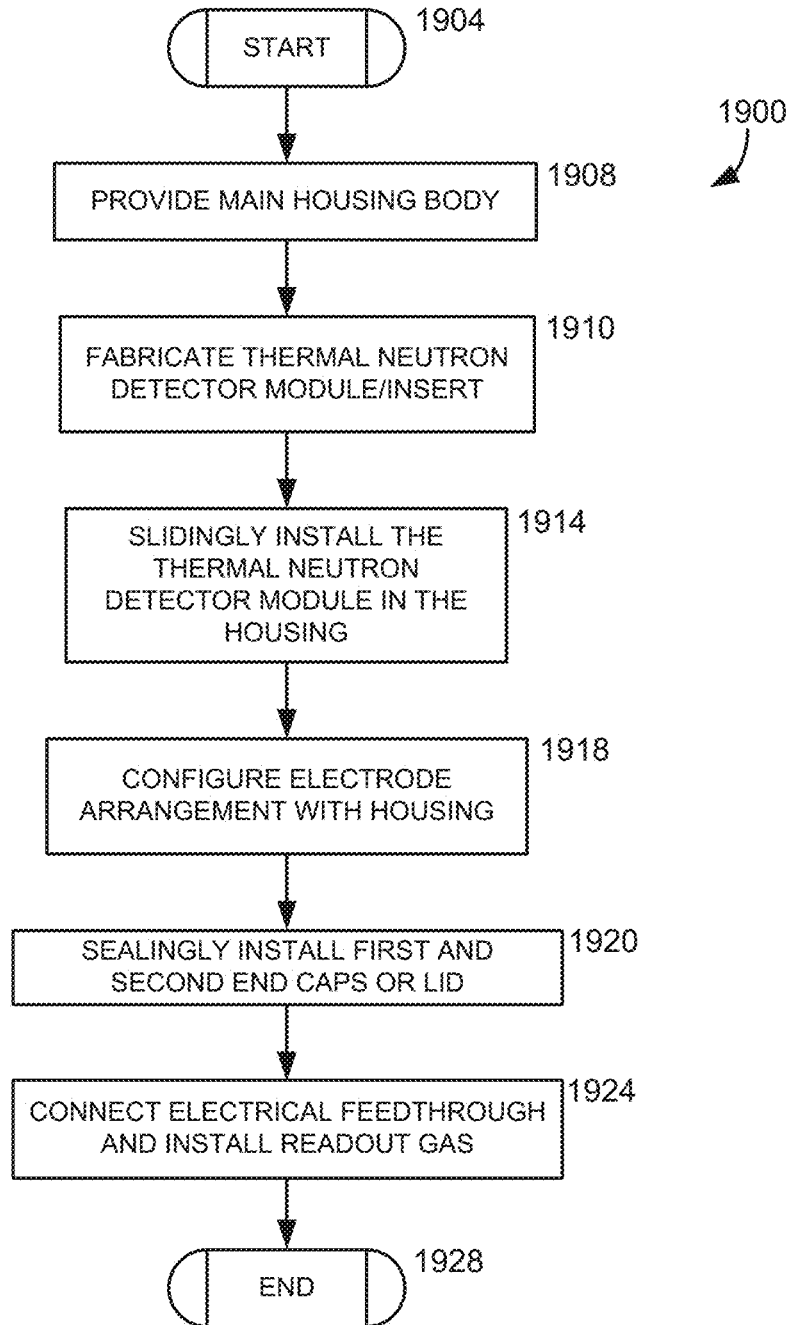 START
1904
1900
PROVIDE MAIN HOUSING BODY
1908
FABRICATE THERMAL NEUTRON
DETECTOR MODULE/INSERT
1910
SLIDINGLY INSTALL THE
THERMAL NEUTRON
DETECTOR MODULE IN THE
HOUSING
1914
CONFIGURE ELECTRODE
ARRANGEMENT WITH HOUSING
1918
SEALINGLY INSTALL FIRST AND
SECOND END CAPS OR LID
1920
CONNECT ELECTRICAL FEEDTHROUGH
AND INSTALL READOUT GAS
1924
END
1928